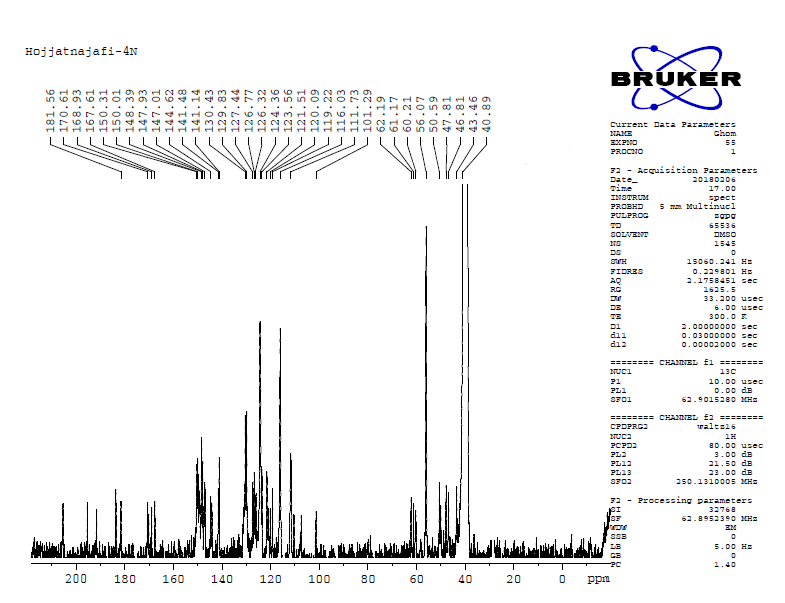 Hojjatnajafi-4N
181.56
170.61
168.93
167.61
150.31
150.01
148.39
147.93
147.01
144.62
141.48
141.14
130.43
129.83
127.44
126.77
126.32
124.36
123.56
121.51
120.09
119.22
116.03
111.73
101.29
62.19
61.17
60.21
56.07
50.59
47.81
46.81
43.46
40.89
BRUKER
Current Data Parameters
NAME Ghom
EXPNO 55
PROCNO 1
F2 - Acquisition Parameters
Date_ 20180206
Time 17.00
INSTRUM spect
PROBHD 5 mm Multinucl
PULPROG zgpg
TD 65536
SOLVENT DMSO
NS 1545
DS 0
SWH 15060.241 Hz
FIDRES 0.229801 Hz
AQ 2.1758451 sec
RG 1625.5
DW 33.200 usec
DE 6.00 usec
TE 300.0 K
D1 2.00000000 sec
d11 0.03000000 sec
d12 0.00002000 sec
======== CHANNEL f1 ========
NUC1 13C
P1 10.00 usec
PL1 0.00 dB
SFO1 62.9015280 MHz
======== CHANNEL f2 ========
CPDPRG2 waltz16
NUC2 1H
PCPD2 80.00 usec
PL2 3.00 dB
PL12 21.50 dB
PL13 23.00 dB
SFO2 250.1310005 MHz
F2 - Processing parameters
SI 32768
SF 62.8952390 MHz
WDW EM
SSB 0
LB 5.00 Hz
GB 0
PC 1.40
200 180 160 140 120 100 80 60 40 20 0 ppm